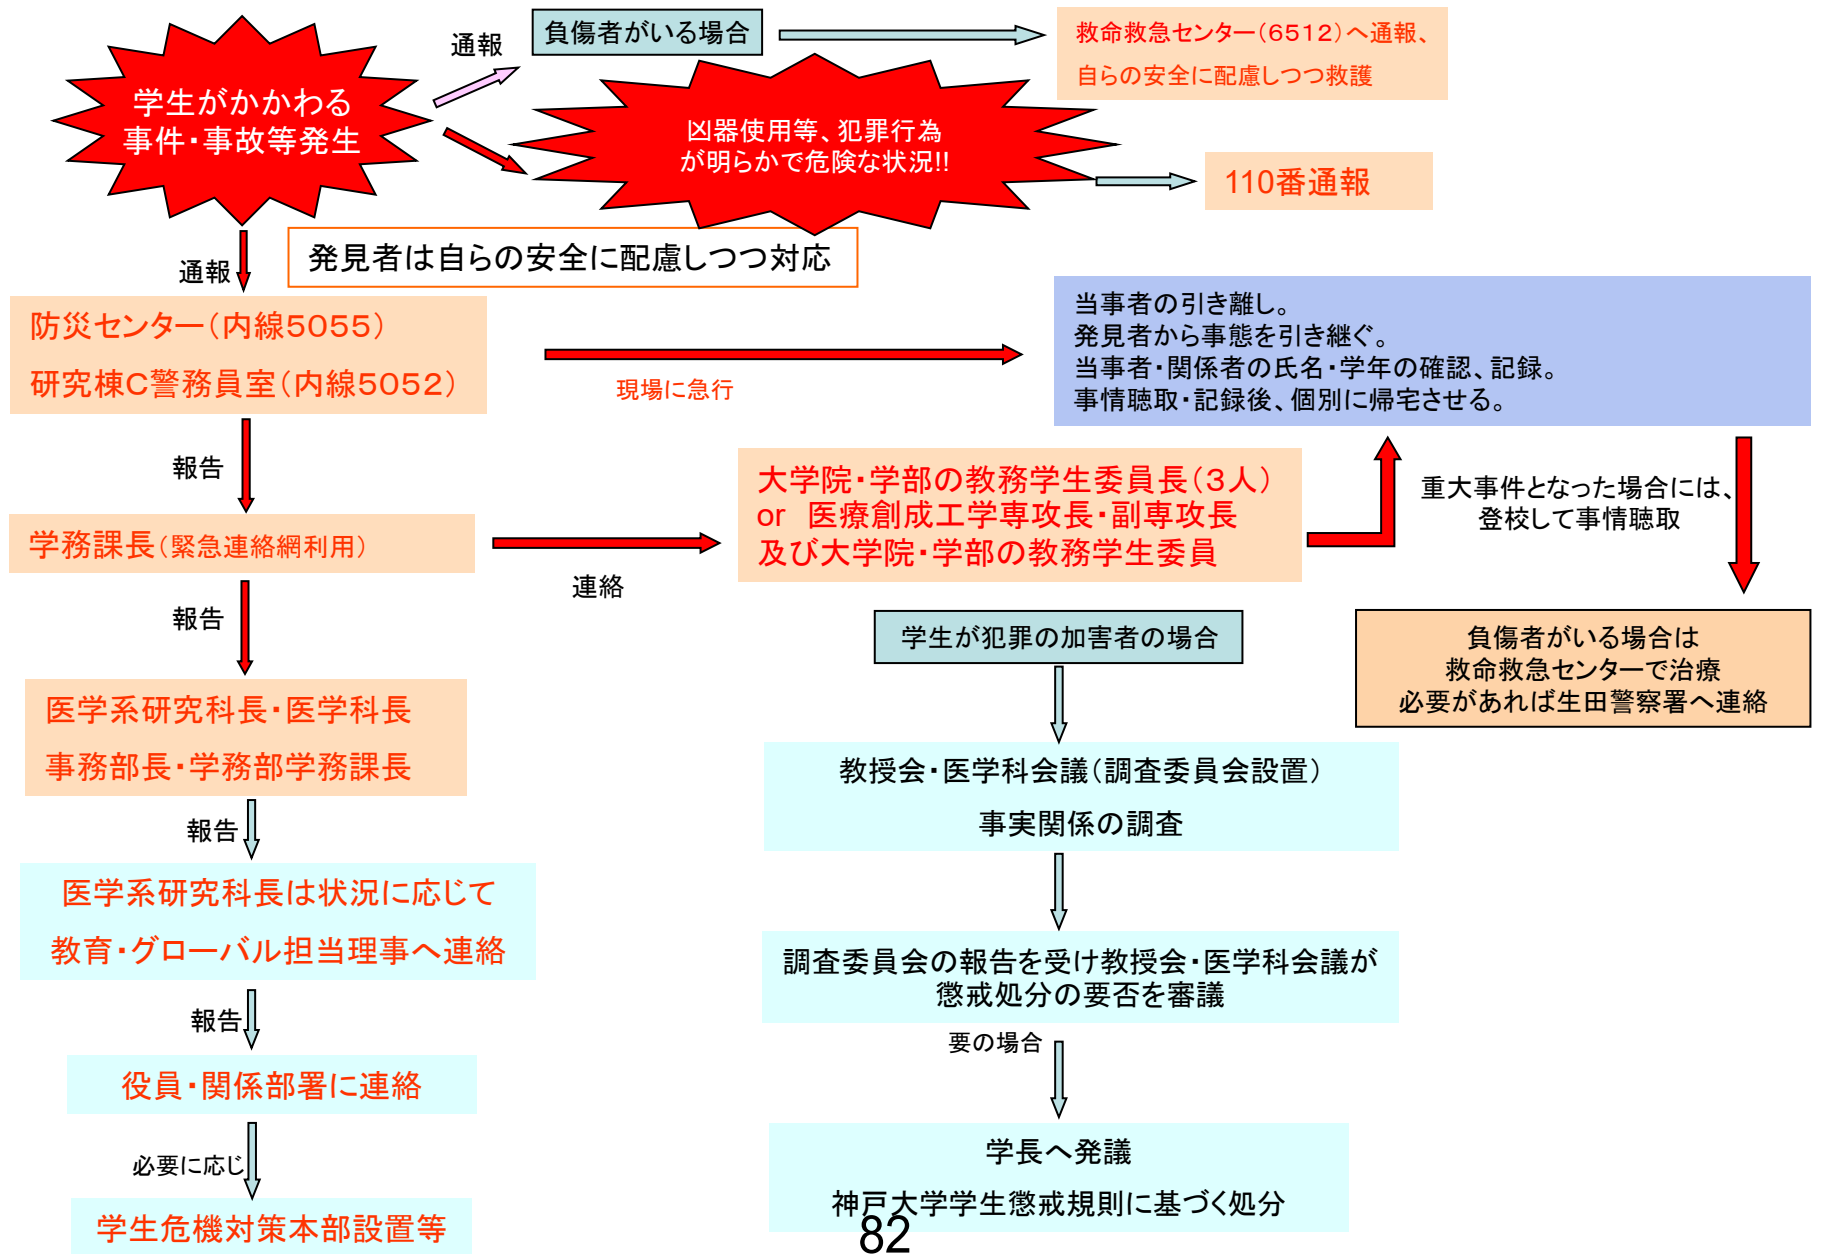 学生がかかわる
事件・事故等発生
通報
負傷者がいる場合
救命救急センター(6512)へ通報、
自らの安全に配慮しつつ救護
凶器使用等、犯罪行為
が明らかで危険な状況!!
110番通報
発見者は自らの安全に配慮しつつ対応
通報
防災センター(内線5055)
研究棟C警務員室(内線5052)
現場に急行
当事者の引き離し。
発見者から事態を引き継ぐ。
当事者・関係者の氏名・学年の確認、記録。
事情聴取・記録後、個別に帰宅させる。
報告
学務課長(緊急連絡網利用)
連絡
大学院・学部の教務学生委員長(3人)
or 医療創成工学専攻長・副専攻長
及び大学院・学部の教務学生委員
重大事件となった場合には、
登校して事情聴取
負傷者がいる場合は
救命救急センターで治療
必要があれば生田警察署へ連絡
報告
医学系研究科長・医学科長
事務部長・学務部学務課長
報告
医学系研究科長は状況に応じて
教育・グローバル担当理事へ連絡
報告
役員・関係部署に連絡
必要に応じ
学生危機対策本部設置等
学生が犯罪の加害者の場合
教授会・医学科会議(調査委員会設置)
事実関係の調査
調査委員会の報告を受け教授会・医学科会議が
懲戒処分の要否を審議
要の場合
学長へ発議
神戸大学学生懲戒規則に基づく処分
82